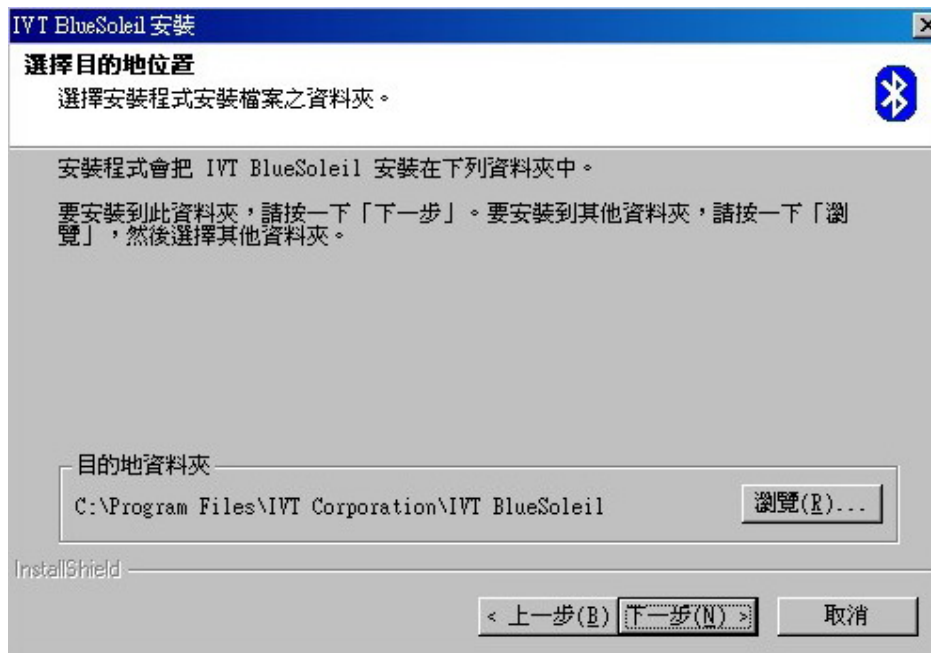 IVT BlueSoleil 安裝
選擇目的地位置
選擇安裝程式安裝檔案之資料夾。
安裝程式會把 IVT BlueSoleil 安裝在下列資料夾中。
要安裝到此資料夾，請按一下「下一步」。要安裝到其他資料夾，請按一下「瀏
覽」，然後選擇其他資料夾。
目的地資料夾
C:\Program Files\IVT Corporation\IVT BlueSoleil
瀏覽(R)...
InstallShield
< 上一步(B)
下一步(N) >
取消